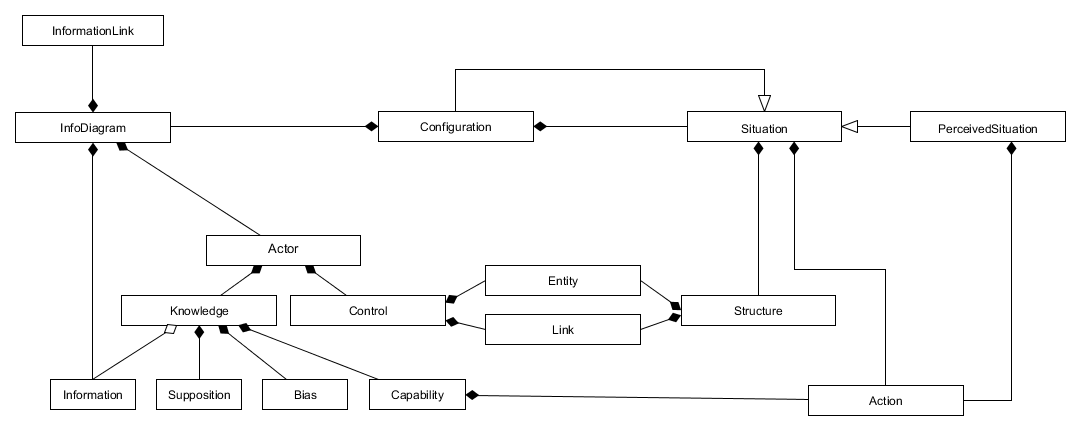 InformationLink
InfoDiagram
Configuration
Situation
PerceivedSituation
Actor
Entity
Knowledge
Control
Structure
Link
Information
Supposition
Bias
Capability
Action